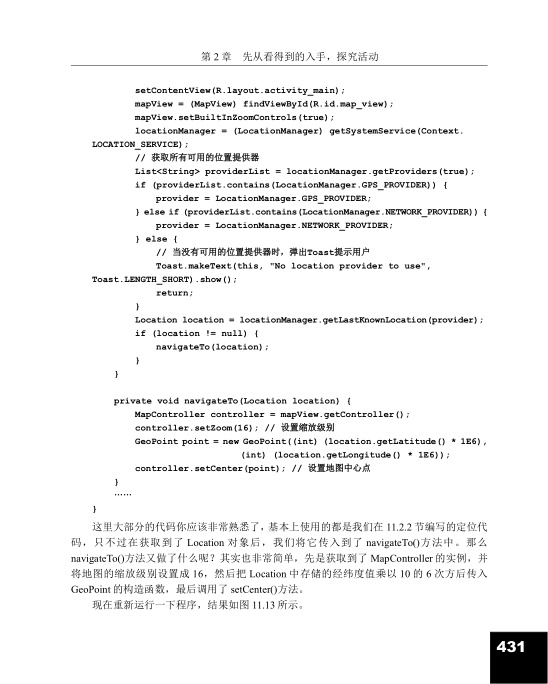 第 2 章 先从看得到的入手，探究活动
setContentView(R.layout.activity_main);
mapView = (MapView) findViewById(R.id.map_view);
mapView.setBuiltInZoomControls(true);
locationManager = (LocationManager) getSystemService(Context.
LOCATION_SERVICE);
// 获取所有可用的位置提供器
List<String> providerList = locationManager.getProviders(true);
if (providerList.contains(LocationManager.GPS_PROVIDER)) {
provider = LocationManager.GPS_PROVIDER;
} else if (providerList.contains(LocationManager.NETWORK_PROVIDER)) {
provider = LocationManager.NETWORK_PROVIDER;
} else {
// 当没有可用的位置提供器时，弹出Toast提示用户
Toast.makeText(this, "No location provider to use",
Toast.LENGTH_SHORT).show();
return;
}
Location location = locationManager.getLastKnownLocation(provider);
if (location != null) {
navigateTo(location);
}
}
private void navigateTo(Location location) {
MapController controller = mapView.getController();
controller.setZoom(16); // 设置缩放级别
GeoPoint point = new GeoPoint((int) (location.getLatitude() * 1E6),
(int) (location.getLongitude() * 1E6));
controller.setCenter(point); // 设置地图中心点
}
……
}
这里大部分的代码你应该非常熟悉了，基本上使用的都是我们在 11.2.2 节编写的定位代
码，只不过在获取到了 Location 对象后，我们将它传入到了 navigateTo()方法中。那么
navigateTo()方法又做了什么呢？其实也非常简单，先是获取到了 MapController 的实例，并
将地图的缩放级别设置成 16，然后把 Location 中存储的经纬度值乘以 10 的 6 次方后传入
GeoPoint 的构造函数，最后调用了 setCenter()方法。
现在重新运行一下程序，结果如图 11.13 所示。
431